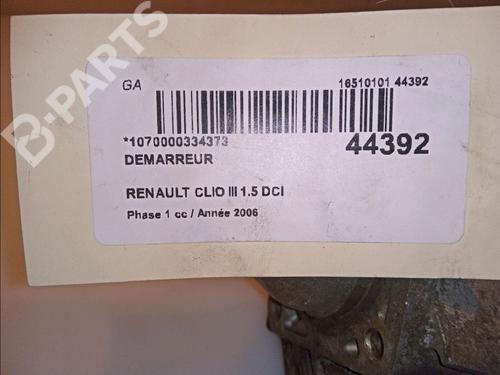 B-PARTS
GA 16510101 44392
*1070000334373
44392
DEMARREUR
RENAULT CLIO III 1.5 DCI
Phase 1 cc / Année 2006